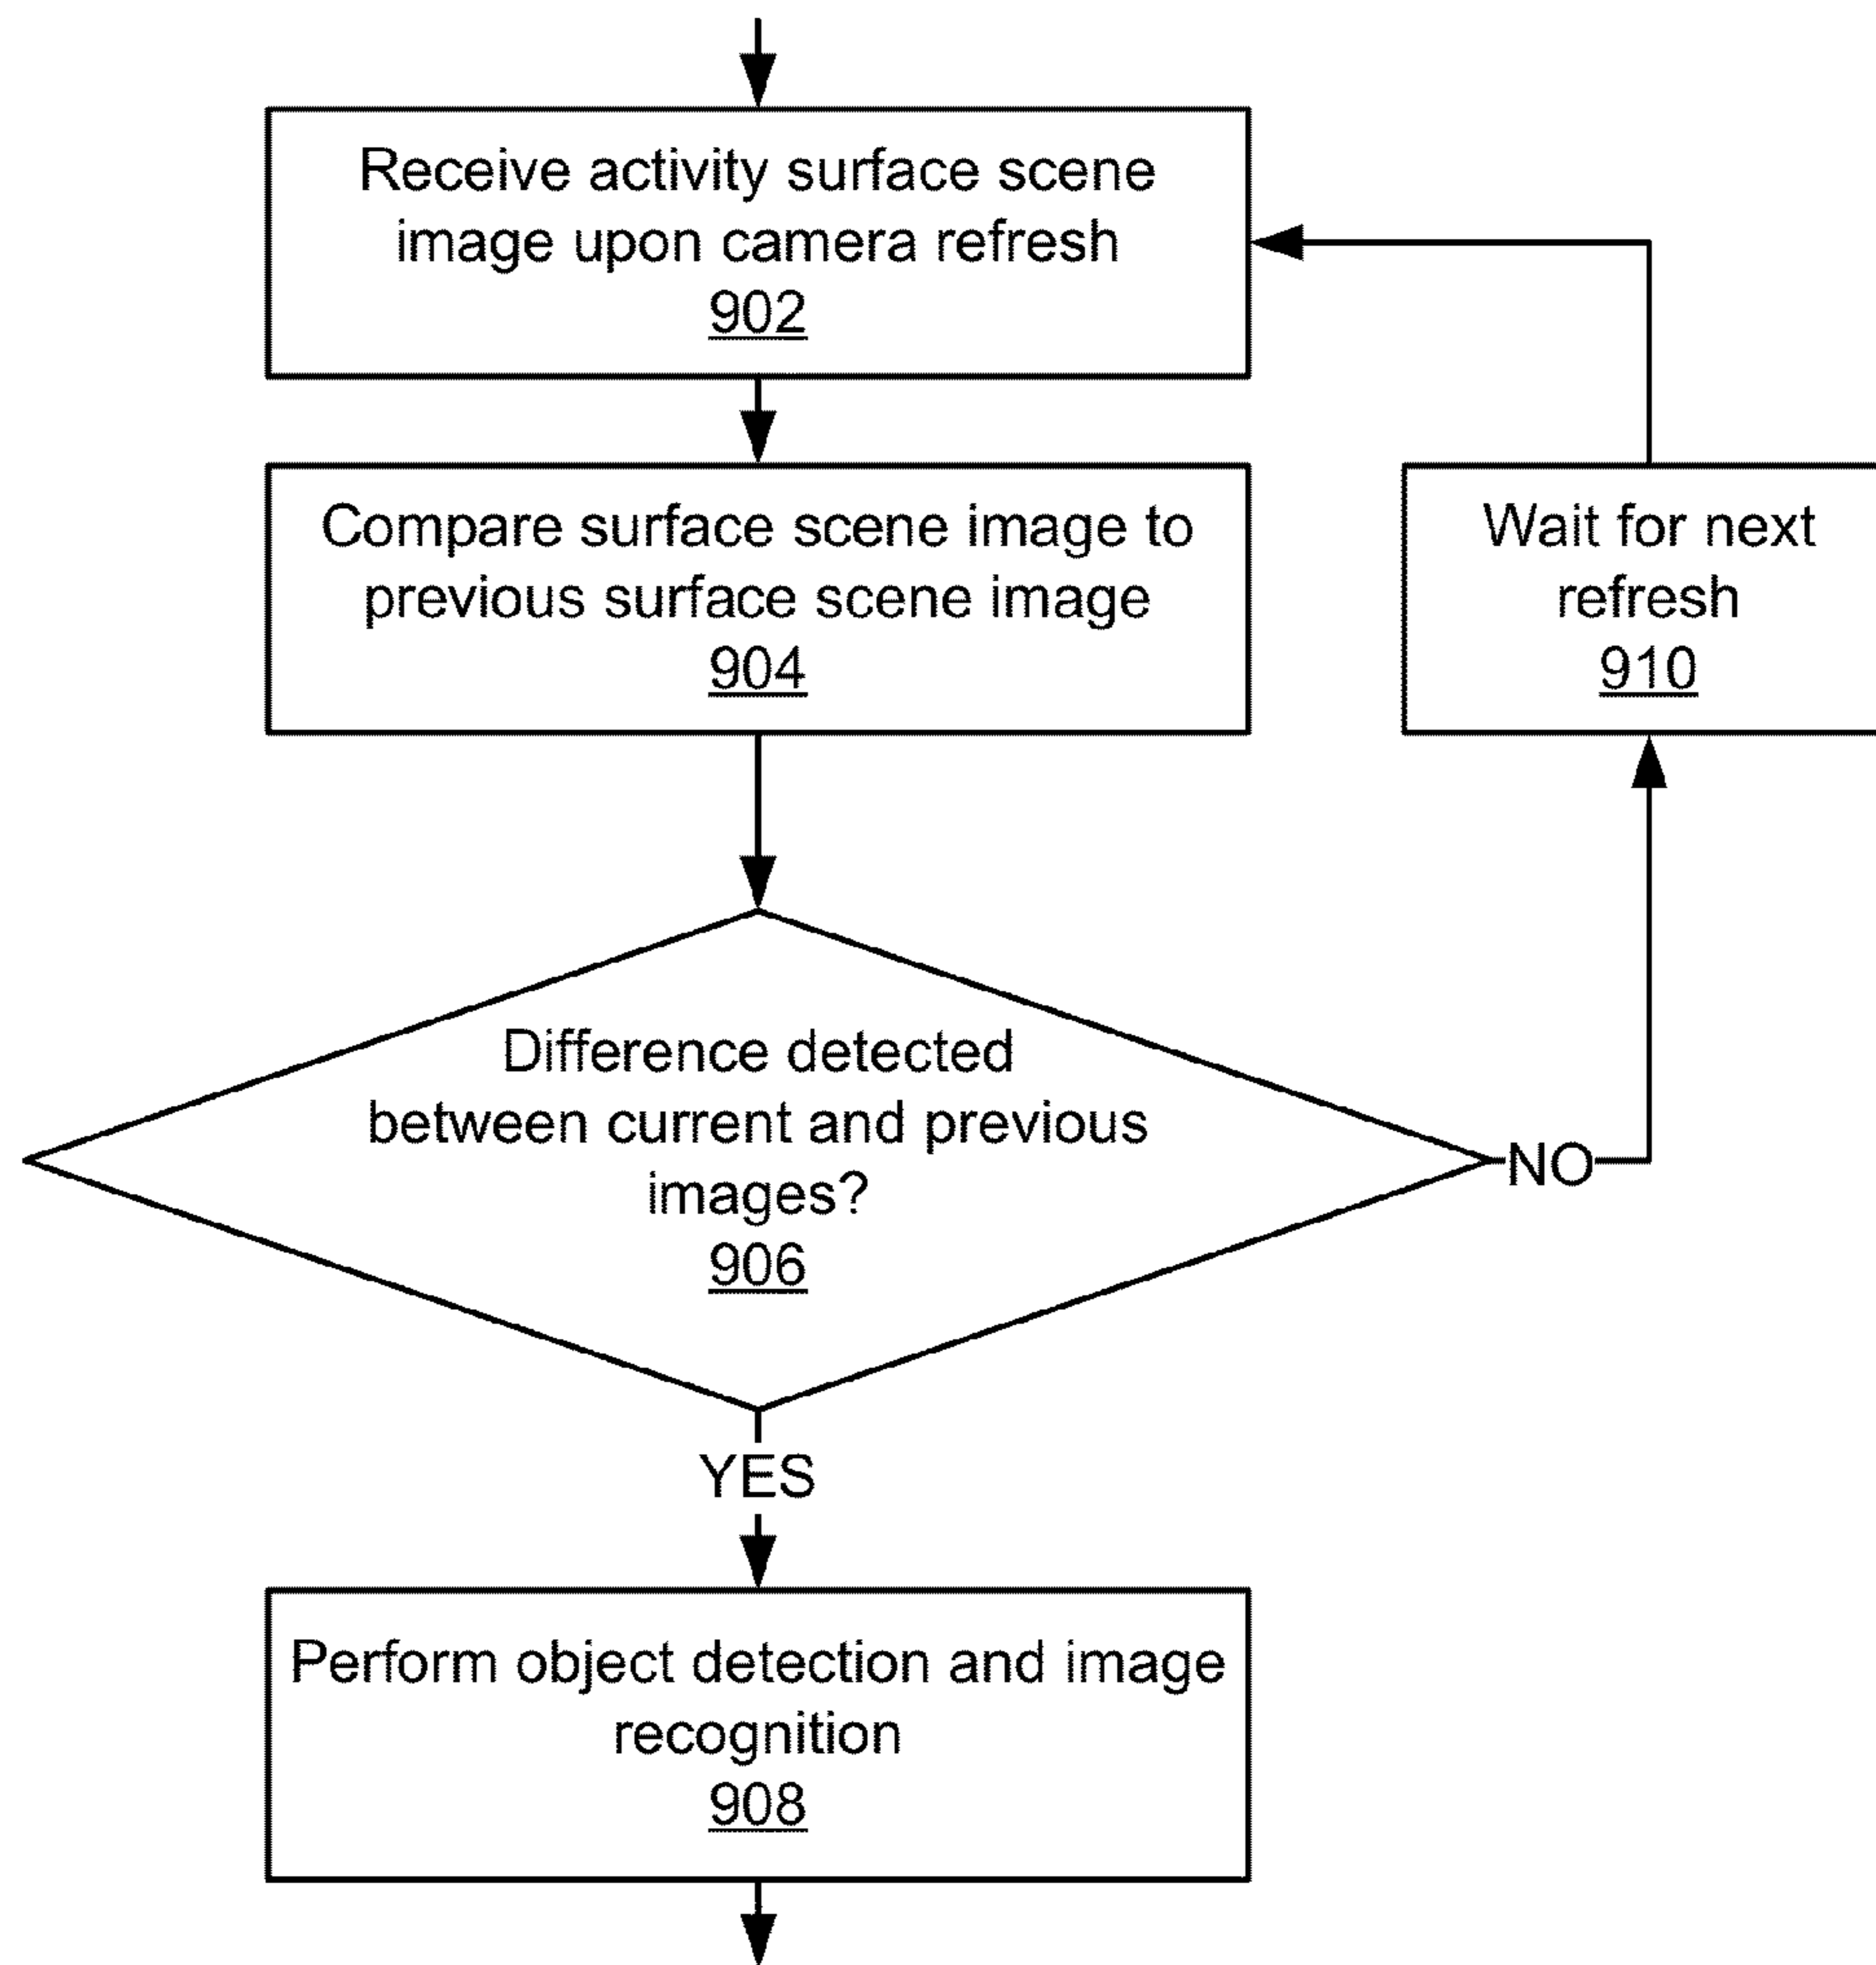 Receive activity surface scene
image upon camera refresh
902
Compare surface scene image to
previous surface scene image
904
Wait for next
refresh
910
Difference detected
between current and previous
images?
906
NO
YES
Perform object detection and image
recognition
908